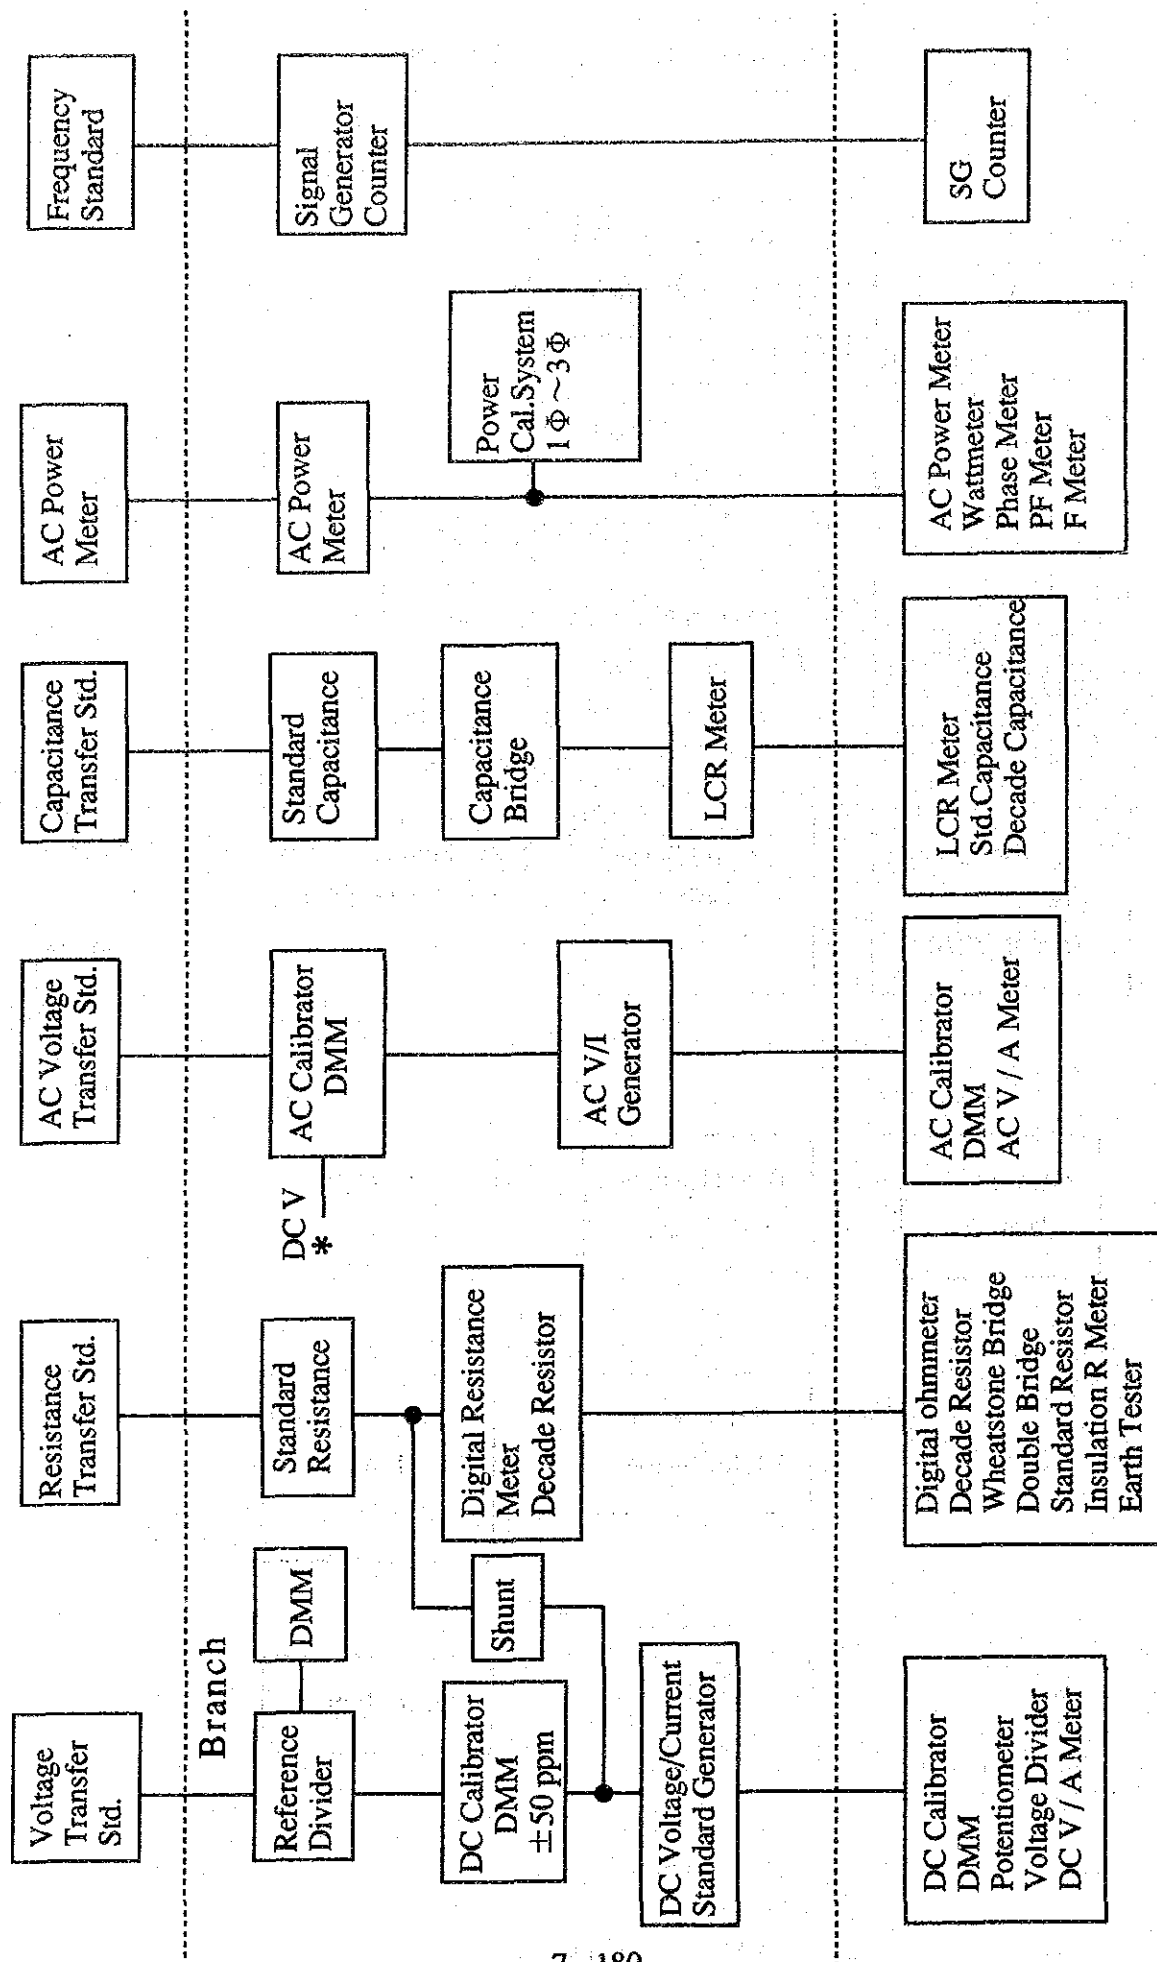 Voltage
Transfer
Std.
Resistance
Transfer Std.
AC Voltage
Transfer Std.
Capacitance
Transfer Std.
AC Power
Meter
Frequency
Standard
Branch
Reference
Divider
DMM
Standard
Resistance
DC V
*
AC Calibrator
DMM
Standard
Capacitance
AC Power
Meter
Signal
Generator
Counter
DC Calibrator
DMM
±50 ppm
Shunt
Digital Resistance
Meter
Decade Resistor
AC V/I
Generator
Capacitance
Bridge
Power
Cal.System
1Φ~3Φ
DC Voltage/Current
Standard Generator
LCR Meter
DC Calibrator
DMM
Potentiometer
Voltage Divider
DC V / A Meter
Digital ohmmeter
Decade Resistor
Wheatstone Bridge
Double Bridge
Standard Resistor
Insulation R Meter
Earth Tester
AC Calibrator
DMM
AC V / A Meter
LCR Meter
Std.Capacitance
Decade Capacitance
AC Power Meter
Wattmeter
Phase Meter
PF Meter
F Meter
SG
Counter